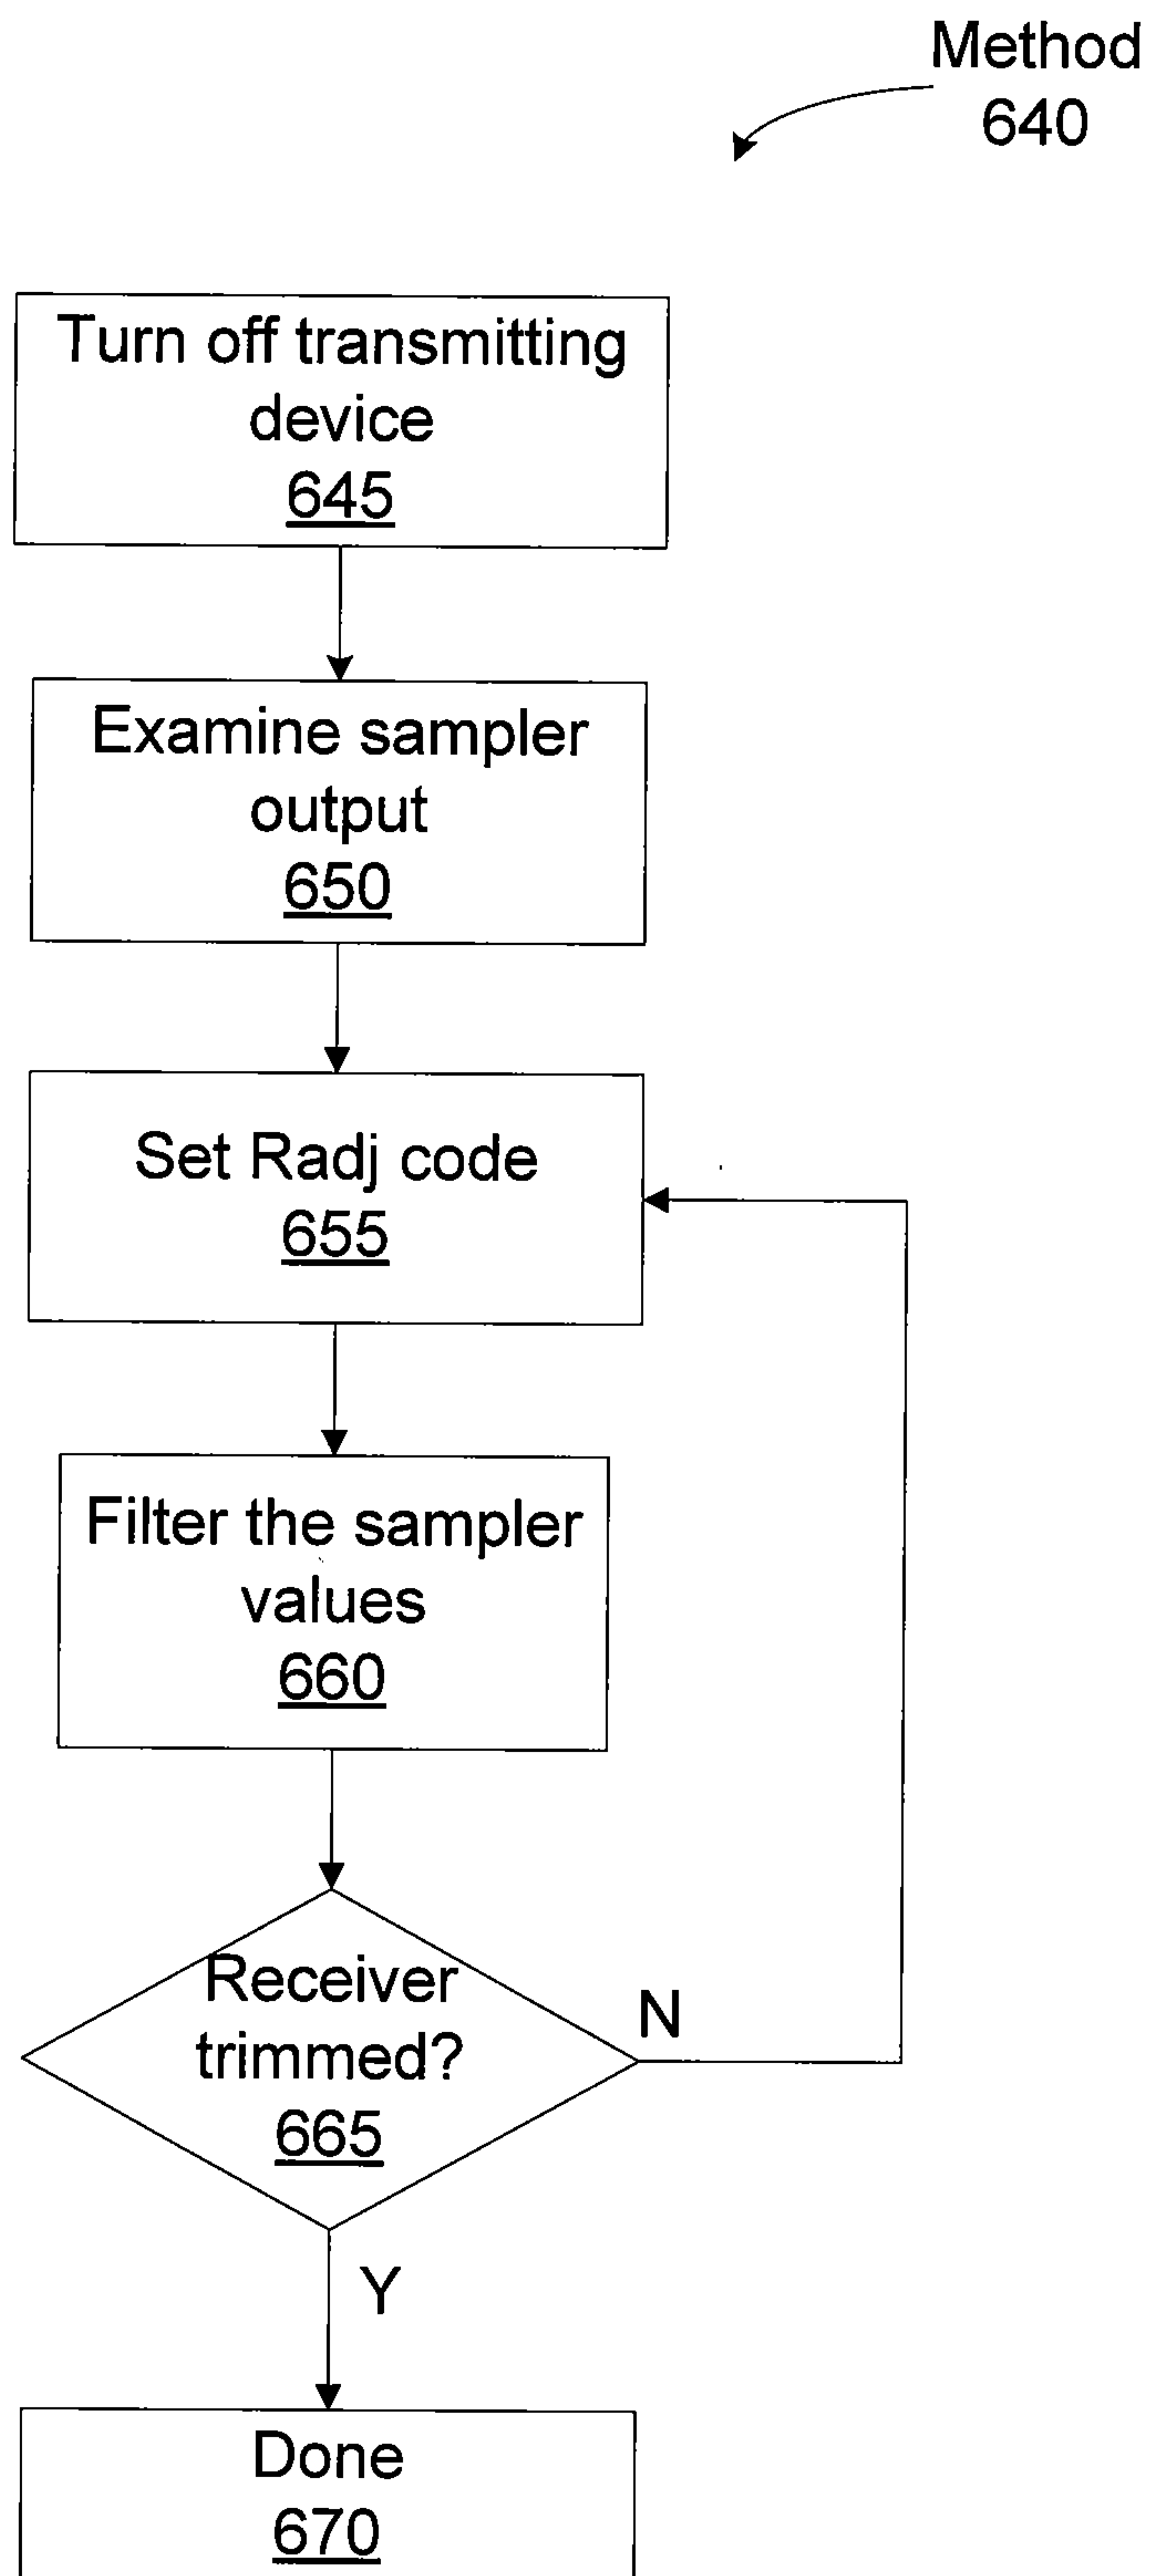 Method
640
Turn off transmitting
device
645
Examine sampler
output
650
Set Radj code
655
Filter the sampler
values
660
Receiver
trimmed?
665
N
Y
Done
670